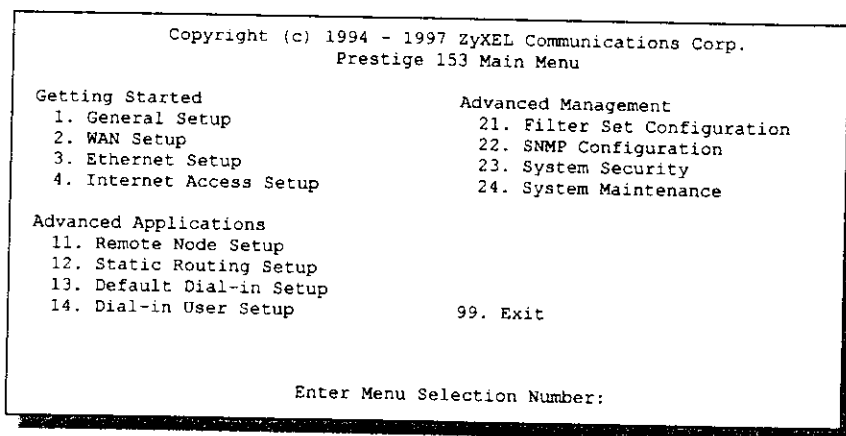 Copyright (c) 1994 - 1997 ZyXEL Communications Corp.
Prestige 153 Main Menu
Getting Started
1. General Setup
2. WAN Setup
3. Ethernet Setup
4. Internet Access Setup
Advanced Applications
11. Remote Node Setup
12. Static Routing Setup
13. Default Dial-in Setup
14. Dial-in User Setup
Advanced Management
21. Filter Set Configuration
22. SNMP Configuration
23. System Security
24. System Maintenance
99. Exit
Enter Menu Selection Number: